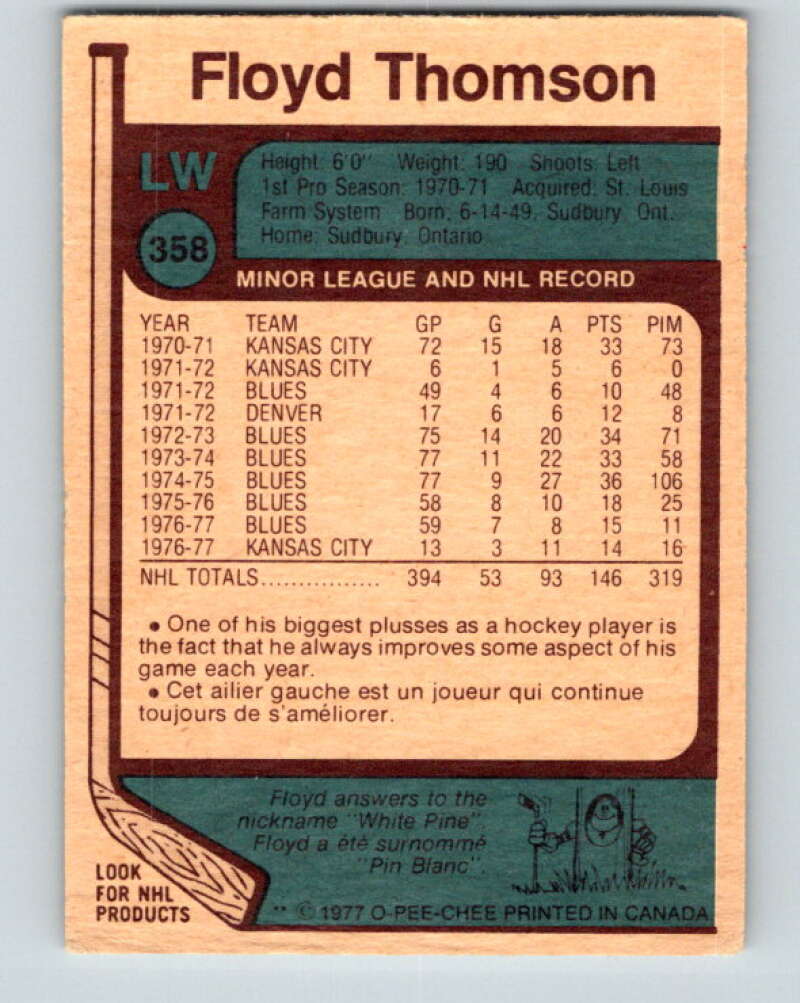 Floyd Thomson
LW
358
Height: 6'0" Weight: 190 Shoots: Left
1st Pro Season: 1970-71 Acquired: St. Louis
Farm System Born: 6-14-49, Sudbury Ont.
Home: Sudbury, Ontario
MINOR LEAGUE AND NHL RECORD
YEAR TEAM GP G A PTS PIM
1970-71 KANSAS CITY 72 15 18 33 73
1971-72 KANSAS CITY 6 1 5 6 0
1971-72 BLUES 49 4 6 10 48
1971-72 DENVER 17 6 6 12 8
1972-73 BLUES 75 14 20 34 71
1973-74 BLUES 77 11 22 33 58
1974-75 BLUES 77 9 27 36 106
1975-76 BLUES 58 8 10 18 25
1976-77 BLUES 59 7 8 15 11
1976-77 KANSAS CITY 13 3 11 14 16
NHL TOTALS................ 394 53 93 146 319
• One of his biggest plusses as a hockey player is
the fact that he always improves some aspect of his
game each year.
• Cet ailier gauche est un joueur qui continue
toujours de s'améliorer.
Floyd answers to the
nickname "White Pine".
Floyd a été surnommé
"Pin Blanc".
LOOK
FOR NHL
PRODUCTS
** © 1977 O-PEE-CHEE PRINTED IN CANADA